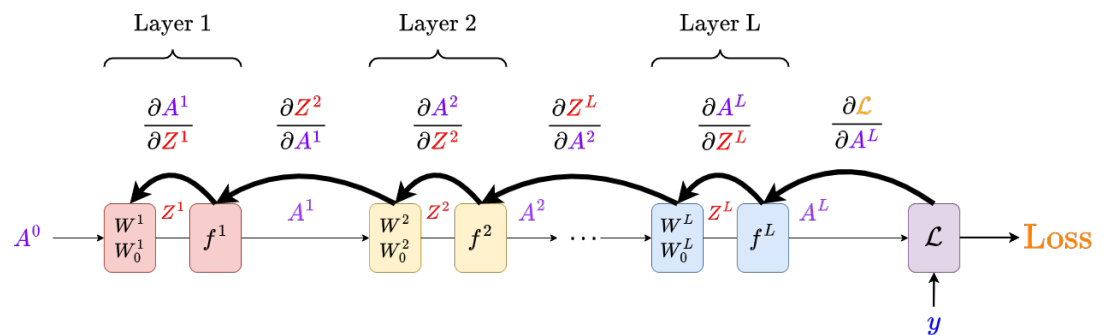 Layer 1 Layer 2 Layer L
∂A¹/∂Z¹ ∂Z²/∂A¹ ∂A²/∂Z² ∂Z^L/∂A² ∂A^L/∂Z^L ∂ℒ/∂A^L
Z¹ A¹ Z² A² Z^L A^L
A⁰ W¹ f¹ W² f² ... W^L f^L ℒ Loss
W₀¹ W₀² W₀^L
y